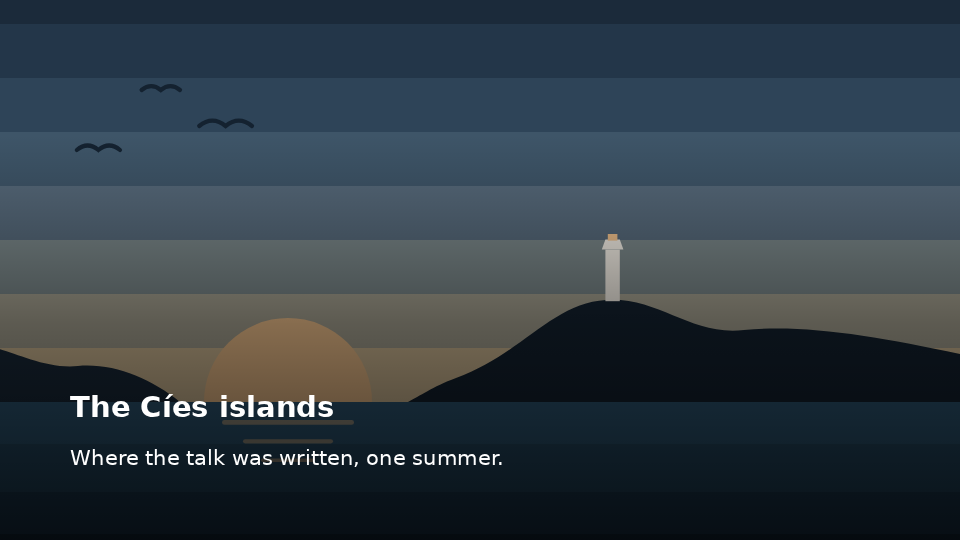 The Cíes islands
Where the talk was written, one summer.